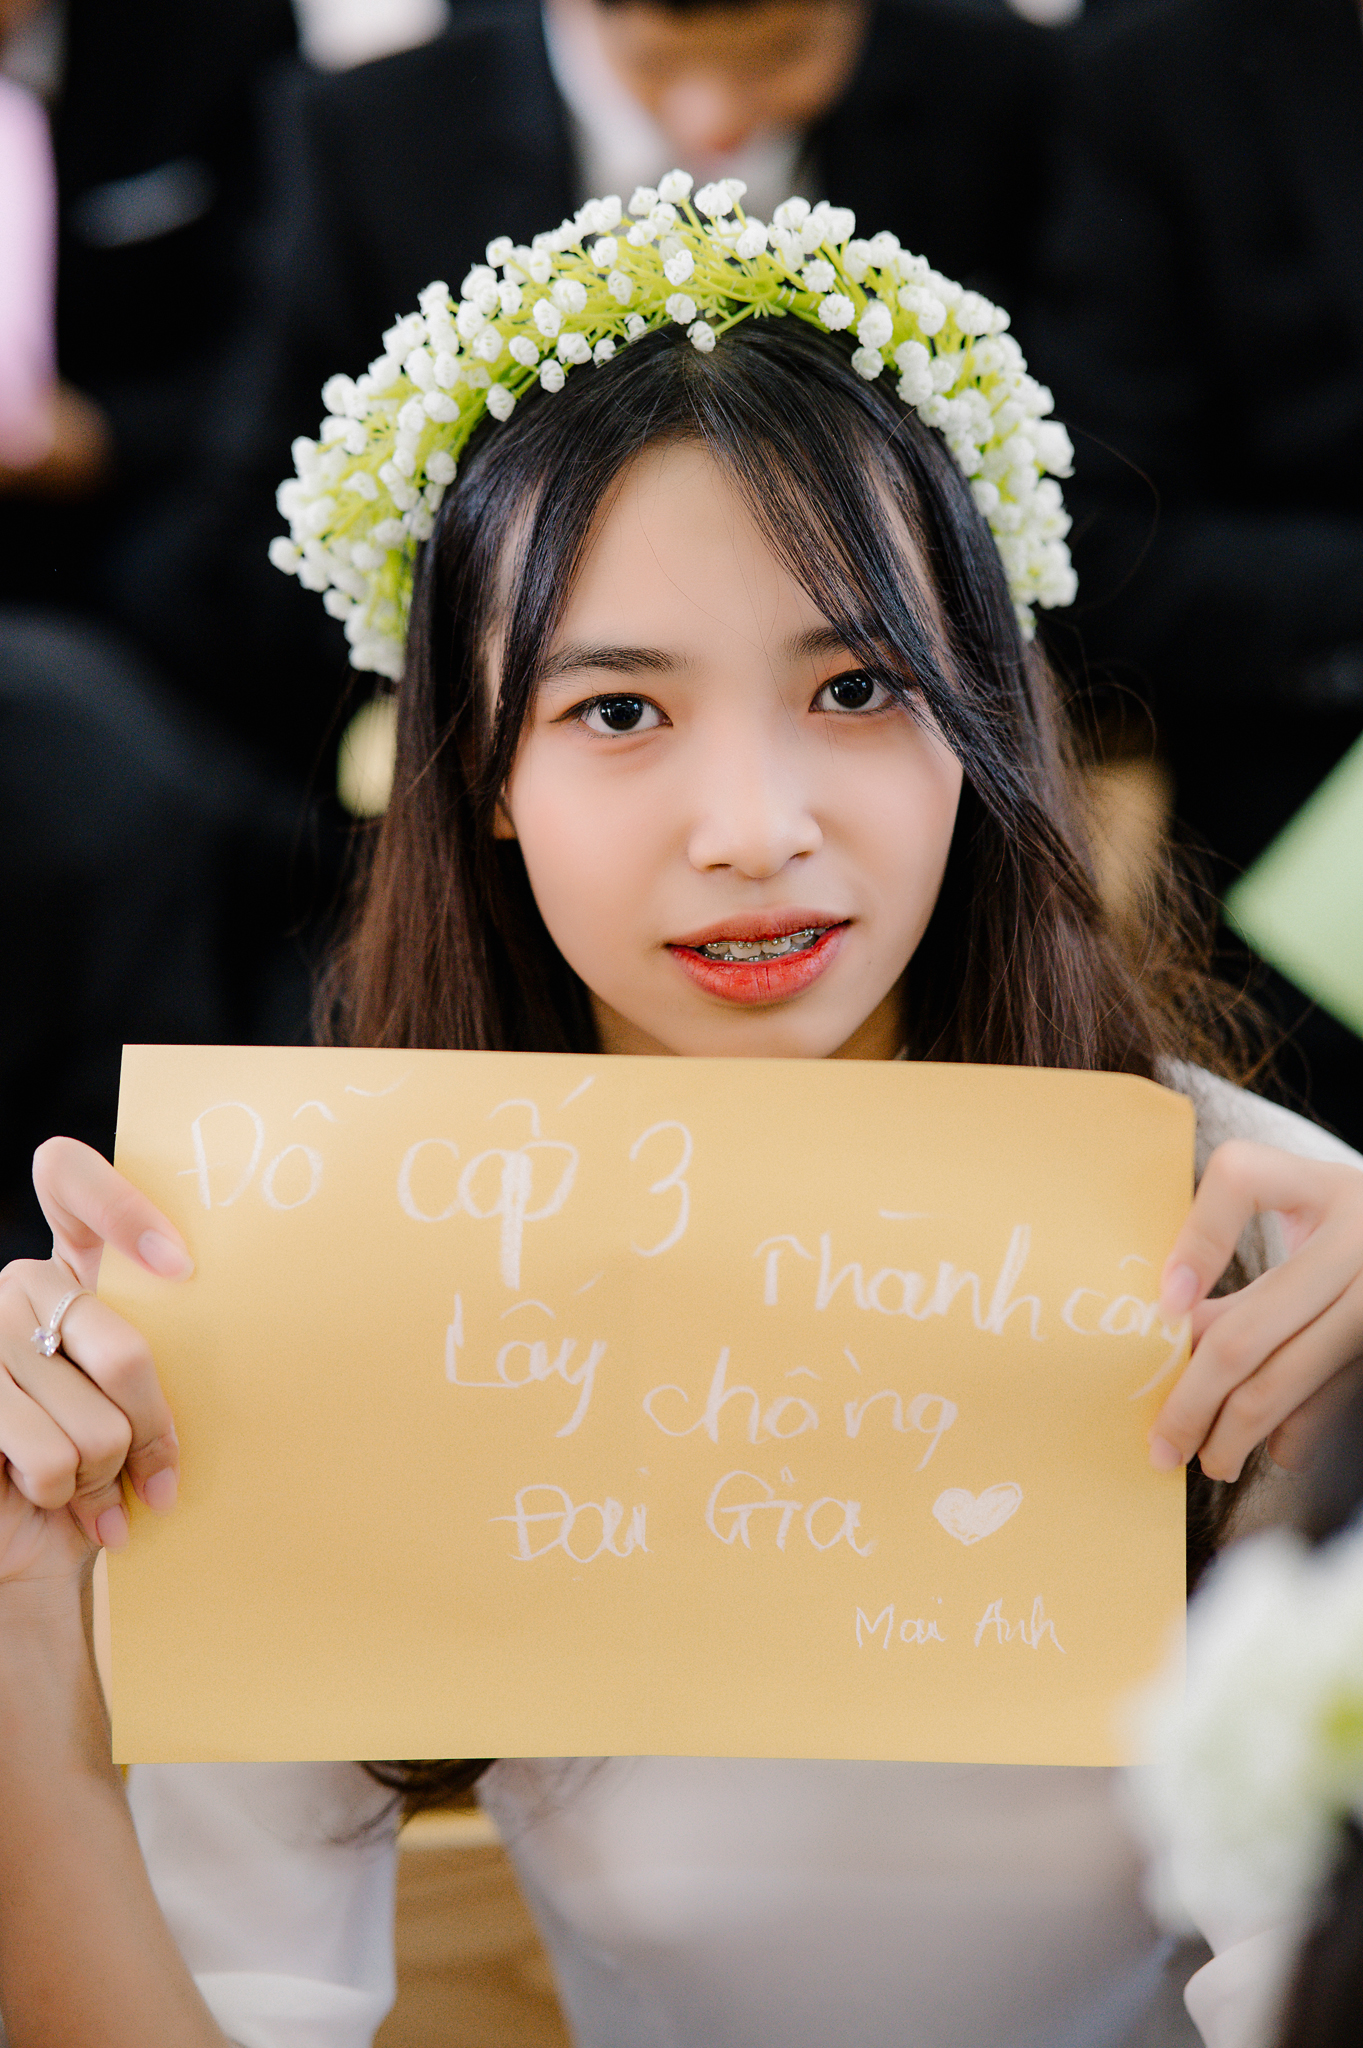 Đỗ cấp 3
Thành công
Lấy chồng
Đại Gia
Mai Anh